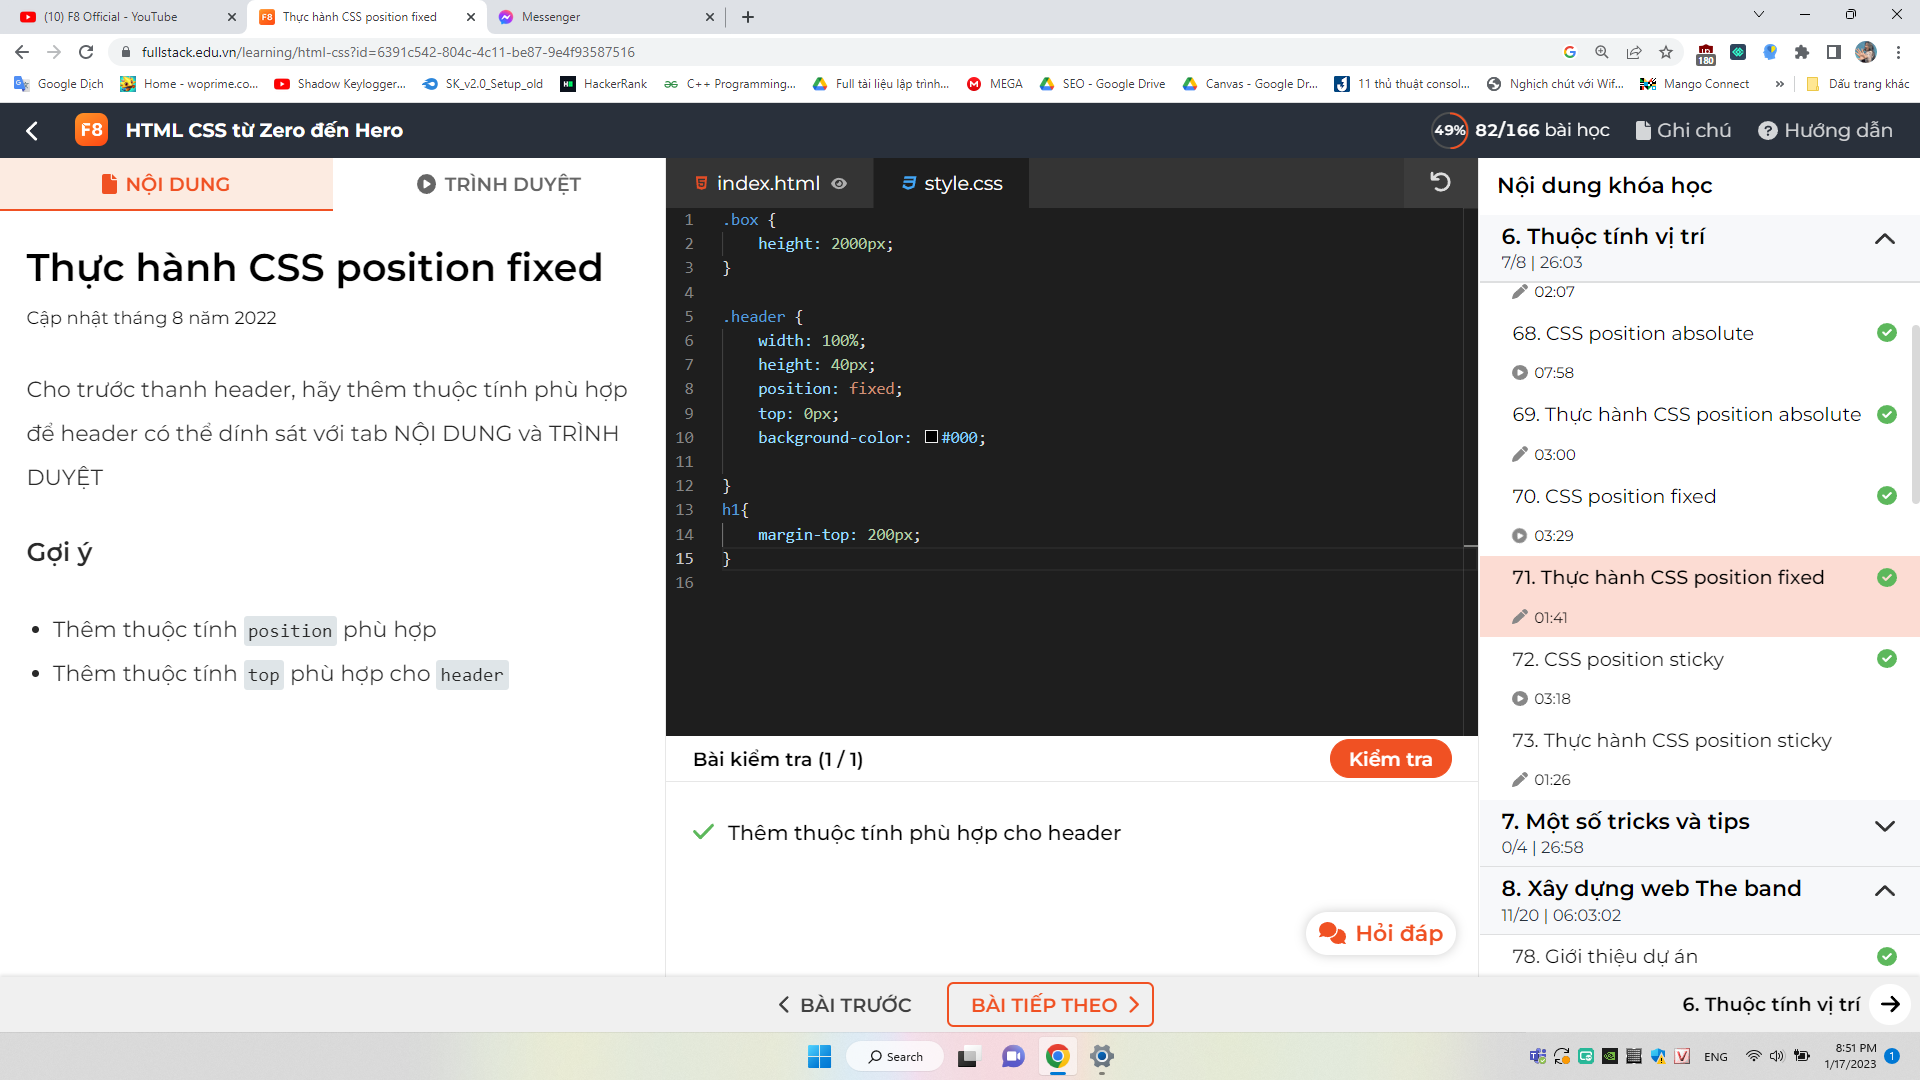 (10) F8 Official - YouTube
F8 Thực hành CSS position fixed
Messenger
fullstack.edu.vn/learning/html-css?id=6391c542-804c-4c11-be87-9e4f93587516
180
Google Dịch
Home - woprime.co...
Shadow Keylogger...
SK_v2.0_Setup_old
HackerRank
C++ Programming...
Full tài liệu lập trình...
MEGA
SEO - Google Drive
Canvas - Google Dr...
11 thủ thuật consol...
Nghịch chút với Wif...
Mango Connect
»
Dấu trang khác
F8 HTML CSS từ Zero đến Hero
49% 82/166 bài học
Ghi chú
Hướng dẫn
NỘI DUNG
TRÌNH DUYỆT
Thực hành CSS position fixed
Cập nhật tháng 8 năm 2022
Cho trước thanh header, hãy thêm thuộc tính phù hợp
để header có thể dính sát với tab NỘI DUNG và TRÌNH
DUYỆT
Gợi ý
• Thêm thuộc tính position phù hợp
• Thêm thuộc tính top phù hợp cho header
index.html
style.css
1 .box {
2 height: 2000px;
3 }
4
5 .header {
6 width: 100%;
7 height: 40px;
8 position: fixed;
9 top: 0px;
10 background-color: #000;
11
12 }
13 h1{
14 margin-top: 200px;
15 }
16
Bài kiểm tra (1 / 1)
Kiểm tra
Thêm thuộc tính phù hợp cho header
Hỏi đáp
Nội dung khóa học
6. Thuộc tính vị trí
7/8 | 26:03
02:07
68. CSS position absolute
07:58
69. Thực hành CSS position absolute
03:00
70. CSS position fixed
03:29
71. Thực hành CSS position fixed
01:41
72. CSS position sticky
03:18
73. Thực hành CSS position sticky
01:26
7. Một số tricks và tips
0/4 | 26:58
8. Xây dựng web The band
11/20 | 06:03:02
78. Giới thiệu dự án
BÀI TRƯỚC
BÀI TIẾP THEO
6. Thuộc tính vị trí
Search
ENG
8:51 PM
1/17/2023
1